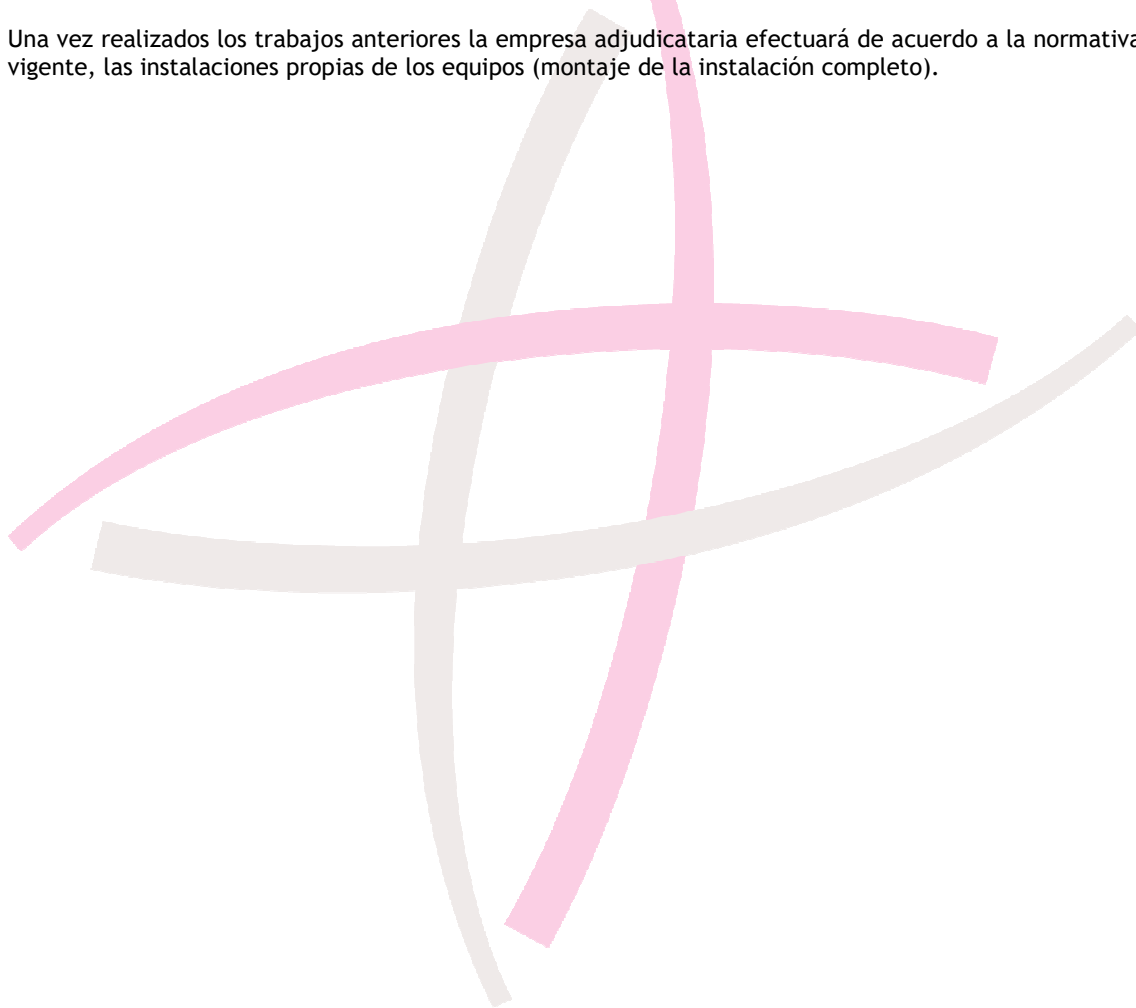 Una vez realizados los trabajos anteriores la empresa adjudicataria efectuará de acuerdo a la normativa
vigente, las instalaciones propias de los equipos (montaje de la instalación completo).